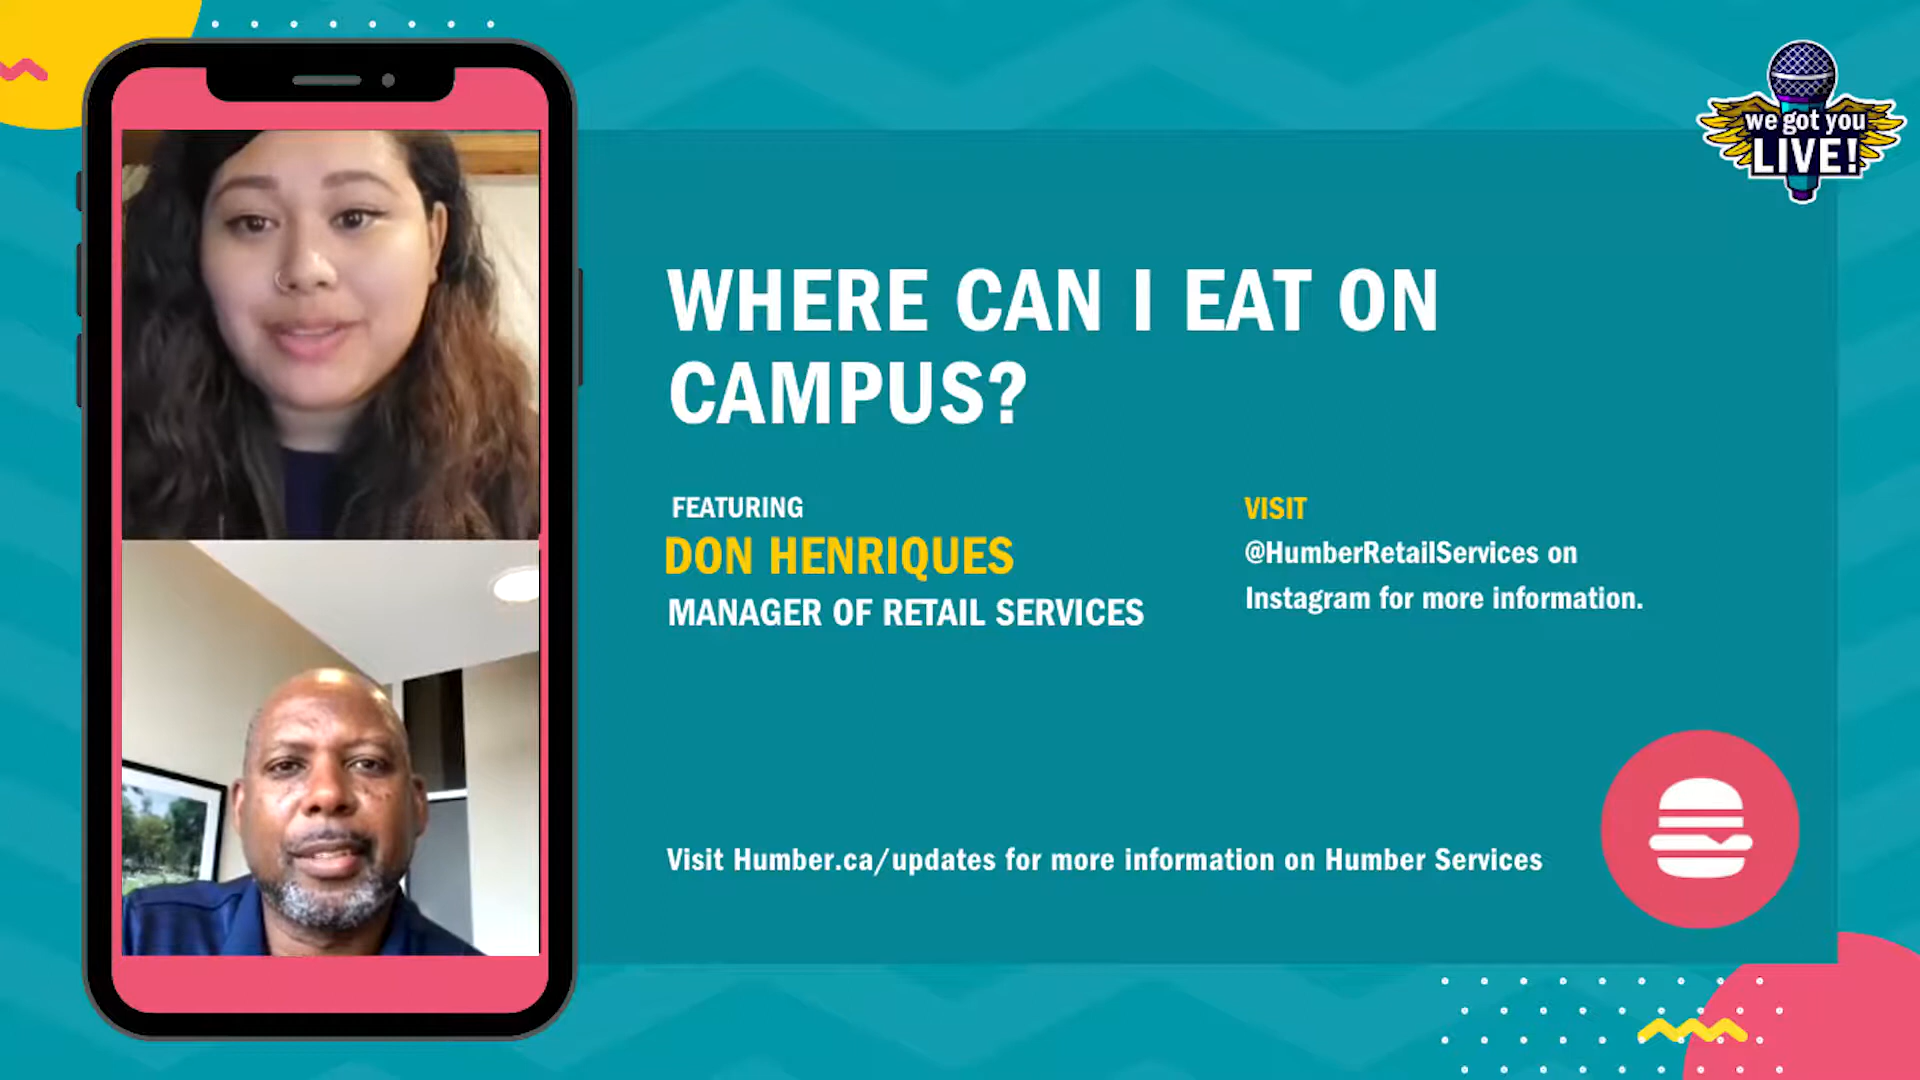 we got you
LIVE!
WHERE CAN I EAT ON
CAMPUS?
FEATURING
DON HENRIQUES
MANAGER OF RETAIL SERVICES
VISIT
@HumberRetailServices on
Instagram for more information.
Visit Humber.ca/updates for more information on Humber Services